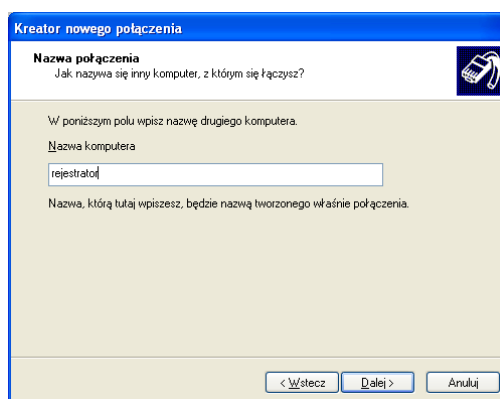 Kreator nowego połączenia
Nazwa połączenia
Jak nazywa się inny komputer, z którym się łączysz?
W poniższym polu wpisz nazwę drugiego komputera.
Nazwa komputera
rejestrator
Nazwa, którą tutaj wpiszesz, będzie nazwą tworzonego właśnie połączenia.
< Wstecz Dalej > Anuluj